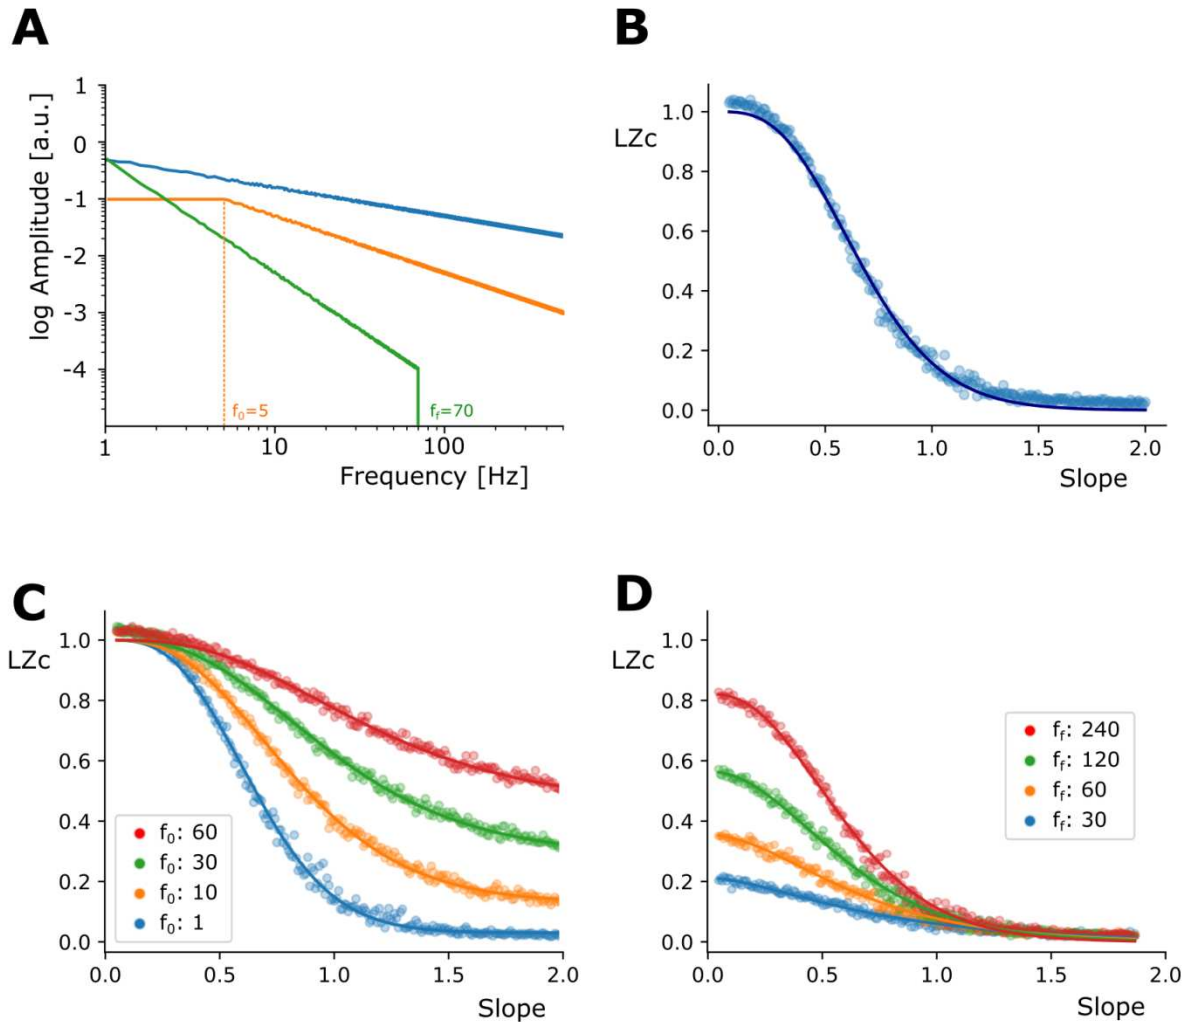 A
log Amplitude [a.u.]
1
0
-1
-2
-3
-4
f₀=5
f_f=70
1
10
100
Frequency [Hz]
B
LZc
1.0
0.8
0.6
0.4
0.2
0.0
0.0
0.5
1.0
1.5
2.0
Slope
C
LZc
1.0
0.8
0.6
0.4
0.2
0.0
f₀: 60
f₀: 30
f₀: 10
f₀: 1
0.0
0.5
1.0
1.5
2.0
Slope
D
LZc
1.0
0.8
0.6
0.4
0.2
0.0
f_f: 240
f_f: 120
f_f: 60
f_f: 30
0.0
0.5
1.0
1.5
2.0
Slope